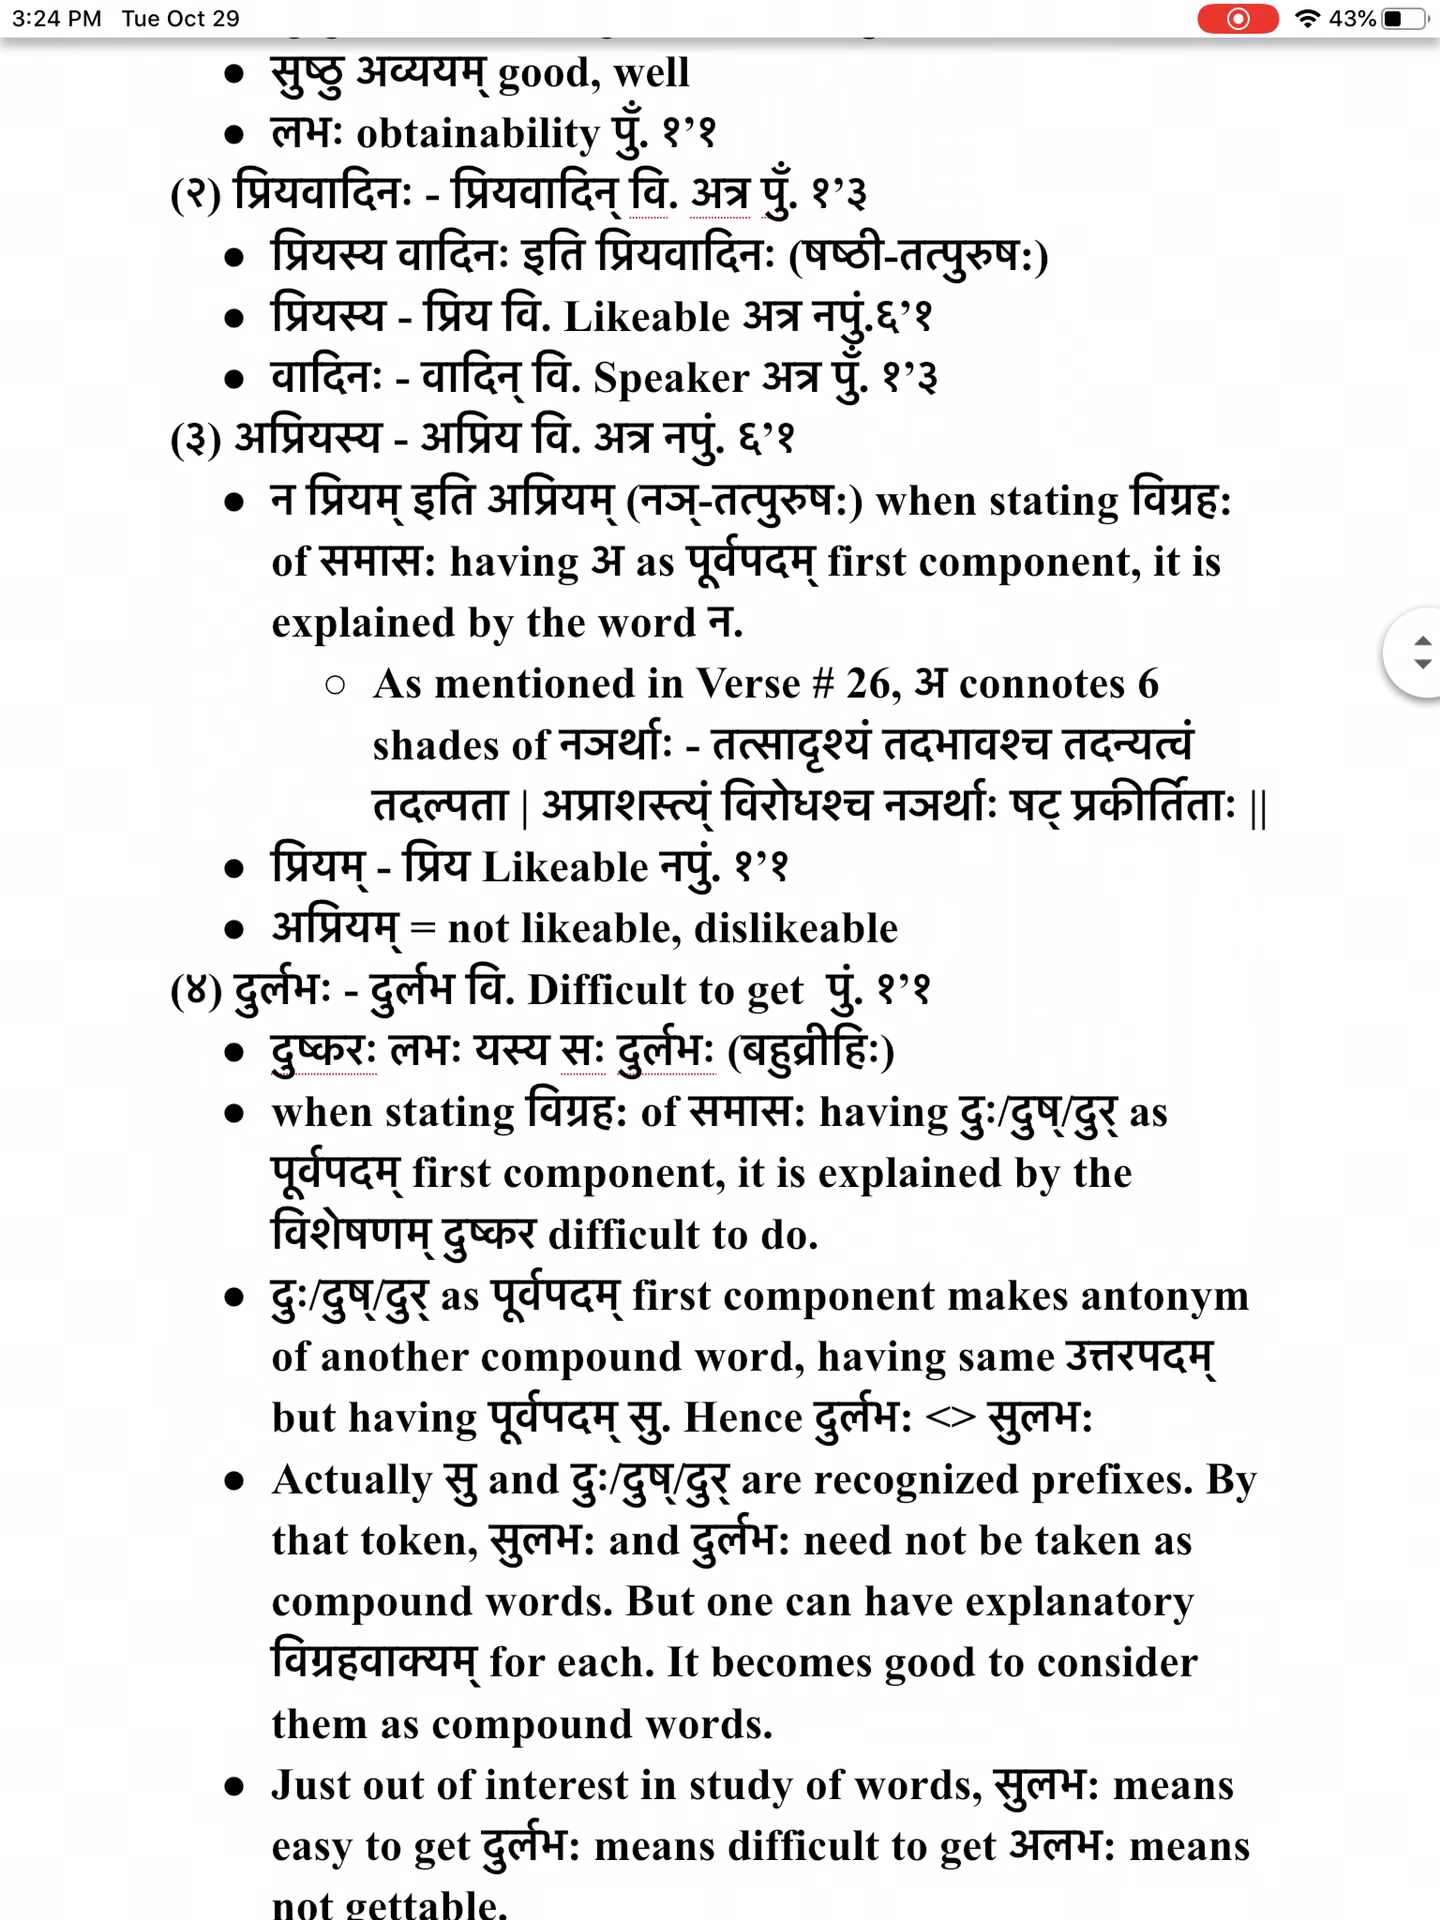 3:24 PM Tue Oct 29 43%
● सुष्ठु अव्ययम् good, well
● लभः obtainability पुँ. १’१
(२) प्रियवादिनः - प्रियवादिन् वि. अत्र पुँ. १’३
● प्रियस्य वादिनः इति प्रियवादिनः (षष्ठी-तत्पुरुष:)
● प्रियस्य - प्रिय वि. Likeable अत्र नपुं.६’१
● वादिनः - वादिन् वि. Speaker अत्र पुँ. १’३
(३) अप्रियस्य - अप्रिय वि. अत्र नपुं. ६’१
● न प्रियम् इति अप्रियम् (नञ्-तत्पुरुष:) when stating विग्रह:
of समास: having अ as पूर्वपदम् first component, it is
explained by the word न.
○ As mentioned in Verse # 26, अ connotes 6
shades of नञर्थाः - तत्सादृश्यं तदभावश्च तदन्यत्वं
तदल्पता | अप्राशस्त्यं विरोधश्च नञर्थाः षट् प्रकीर्तिताः ||
● प्रियम् - प्रिय Likeable नपुं. १’१
● अप्रियम् = not likeable, dislikeable
(४) दुर्लभः - दुर्लभ वि. Difficult to get पुं. १’१
● दुष्करः लभः यस्य सः दुर्लभः (बहुव्रीहिः)
● when stating विग्रह: of समास: having दुः/दुष्/दुर् as
पूर्वपदम् first component, it is explained by the
विशेषणम् दुष्कर difficult to do.
● दुः/दुष्/दुर् as पूर्वपदम् first component makes antonym
of another compound word, having same उत्तरपदम्
but having पूर्वपदम् सु. Hence दुर्लभ: <> सुलभ:
● Actually सु and दुः/दुष्/दुर् are recognized prefixes. By
that token, सुलभ: and दुर्लभ: need not be taken as
compound words. But one can have explanatory
विग्रहवाक्यम् for each. It becomes good to consider
them as compound words.
● Just out of interest in study of words, सुलभ: means
easy to get दुर्लभ: means difficult to get अलभ: means
not gettable.